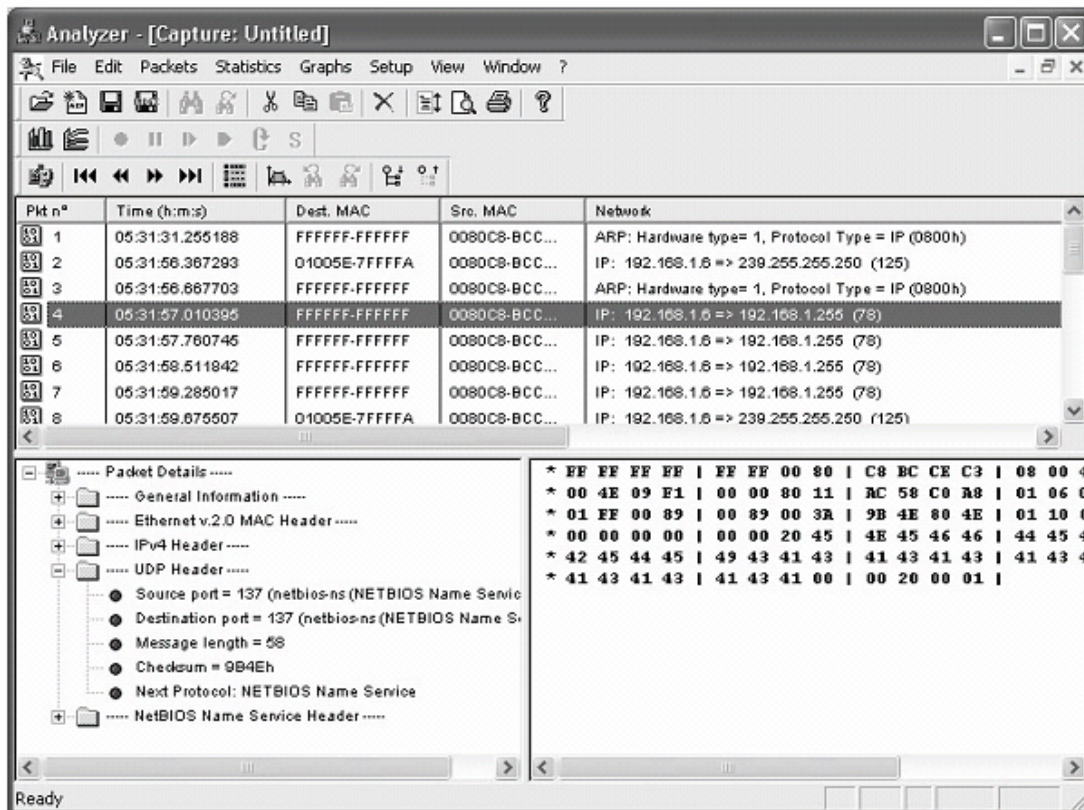 Analyzer - [Capture: Untitled]
File Edit Packets Statistics Graphs Setup View Window ?
Pkt nº Time (h:m:s) Dest. MAC Src. MAC Network
1 05:31:31.255188 FFFFFF-FFFFFF 0080C8-BCC... ARP: Hardware type= 1, Protocol Type = IP (0800h)
2 05:31:56.367293 01005E-7FFFFA 0080C8-BCC... IP: 192.168.1.6 => 239.255.255.250 (125)
3 05:31:56.667703 FFFFFF-FFFFFF 0080C8-BCC... ARP: Hardware type= 1, Protocol Type = IP (0800h)
4 05:31:57.010395 FFFFFF-FFFFFF 0080C8-BCC... IP: 192.168.1.6 => 192.168.1.255 (78)
5 05:31:57.760745 FFFFFF-FFFFFF 0080C8-BCC... IP: 192.168.1.6 => 192.168.1.255 (78)
6 05:31:58.511842 FFFFFF-FFFFFF 0080C8-BCC... IP: 192.168.1.6 => 192.168.1.255 (78)
7 05:31:59.285017 FFFFFF-FFFFFF 0080C8-BCC... IP: 192.168.1.6 => 192.168.1.255 (78)
8 05:31:59.675507 01005E-7FFFFA 0080C8-BCC... IP: 192.168.1.6 => 239.255.255.250 (125)
----- Packet Details -----
----- General Information -----
----- Ethernet v.2.0 MAC Header -----
----- IPv4 Header -----
----- UDP Header -----
Source port = 137 (netbios-ns (NETBIOS Name Servic
Destination port = 137 (netbios-ns (NETBIOS Name S
Message length = 58
Checksum = 9B4Eh
Next Protocol: NETBIOS Name Service
----- NetBIOS Name Service Header -----
* FF FF FF FF | FF FF 00 80 | C8 BC CE C3 | 08 00 4
* 00 4E 09 F1 | 00 00 80 11 | AC 58 C0 A8 | 01 06 0
* 01 FF 00 89 | 00 89 00 3A | 9B 4E 80 4E | 01 10 0
* 00 00 00 00 | 00 00 20 45 | 4E 45 46 46 | 44 45 4
* 42 45 44 45 | 49 43 41 43 | 41 43 41 43 | 41 43 4
* 41 43 41 43 | 41 43 41 00 | 00 20 00 01 |
Ready